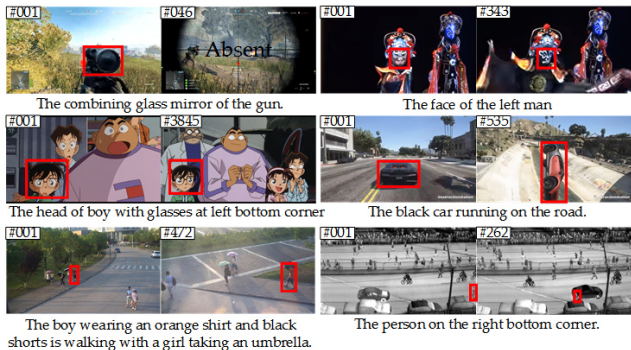 #001
#046
Absent
The combining glass mirror of the gun.
#001
#343
The face of the left man
#001
#3845
The head of boy with glasses at left bottom corner
#001
#535
The black car running on the road.
#001
#472
The boy wearing an orange shirt and black
shorts is walking with a girl taking an umbrella.
#001
#262
The person on the right bottom corner.